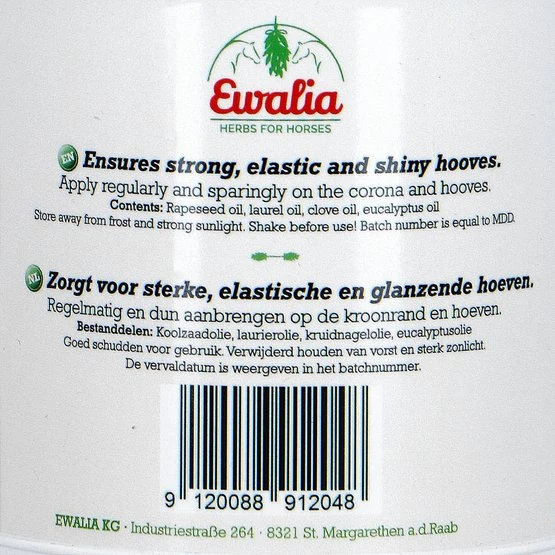 Ewalia
HERBS FOR HORSES
EN Ensures strong, elastic and shiny hooves.
Apply regularly and sparingly on the corona and hooves.
Contents: Rapeseed oil, laurel oil, clove oil, eucalyptus oil
Store away from frost and strong sunlight. Shake before use! Batch number is equal to MDD.
NL Zorgt voor sterke, elastische en glanzende hoeven.
Regelmatig en dun aanbrengen op de kroonrand en hoeven.
Bestanddelen: Koolzaadolie, laurierolie, kruidnagelolie, eucalyptusolie
Goed schudden voor gebruik. Verwijderd houden van vorst en sterk zonlicht.
De vervaldatum is weergeven in het batchnummer.
9 120088 912048
EWALIA KG · Industriestraße 264 · 8321 St. Margarethen a.d.Raab